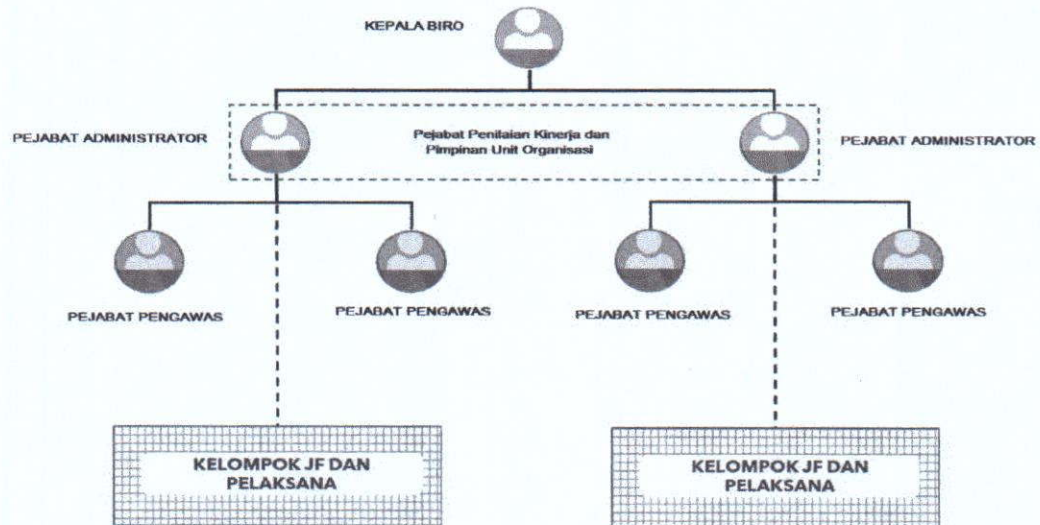 KEPALA BIRO
PEJABAT ADMINISTRATOR
Pejabat Penilaian Kinerja dan
Pimpinan Unit Organisasi
PEJABAT ADMINISTRATOR
PEJABAT PENGAWAS
PEJABAT PENGAWAS
PEJABAT PENGAWAS
PEJABAT PENGAWAS
KELOMPOK JF DAN
PELAKSANA
KELOMPOK JF DAN
PELAKSANA